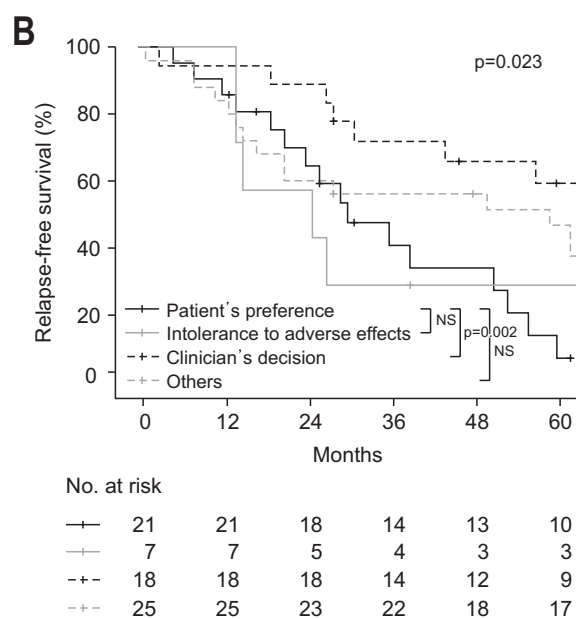 B
p=0.023
Relapse-free survival (%)
100
80
60
40
20
0
Patient's preference
Intolerance to adverse effects
Clinician's decision
Others
NS
p=0.002
NS
0 12 24 36 48 60
Months
No. at risk
21 21 18 14 13 10
7 7 5 4 3 3
18 18 18 14 12 9
25 25 23 22 18 17